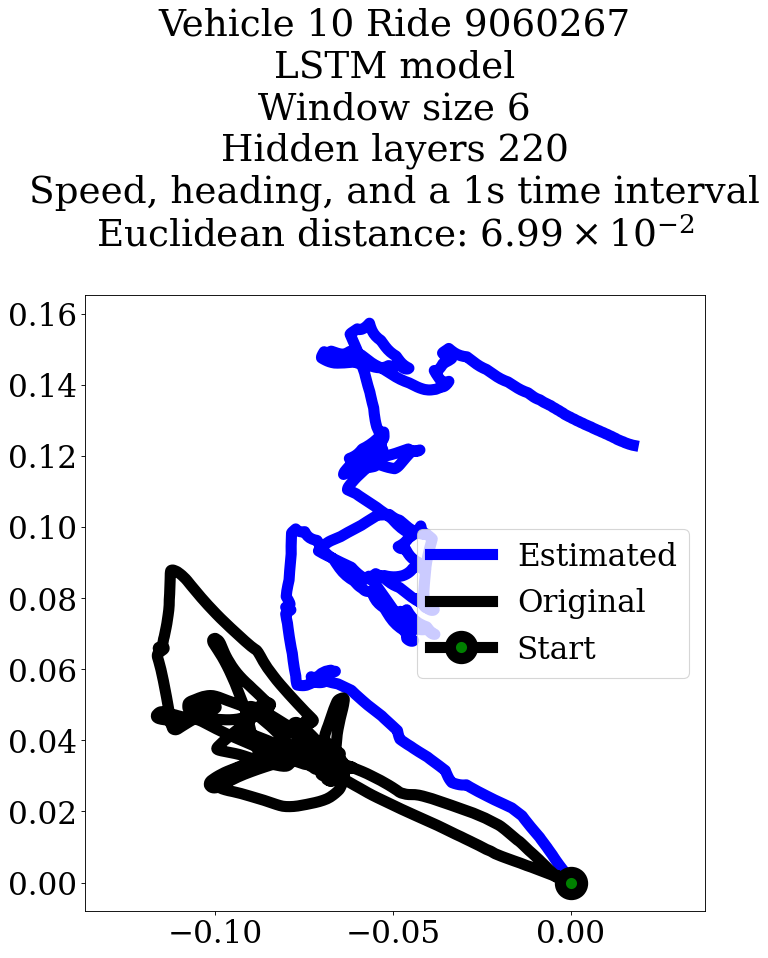 Vehicle 10 Ride 9060267
LSTM model
Window size 6
Hidden layers 220
Speed, heading, and a 1s time interval
Euclidean distance: 6.99 × 10⁻²
0.16
0.14
0.12
0.10
0.08
0.06
0.04
0.02
0.00
Estimated
Original
Start
−0.10
−0.05
0.00